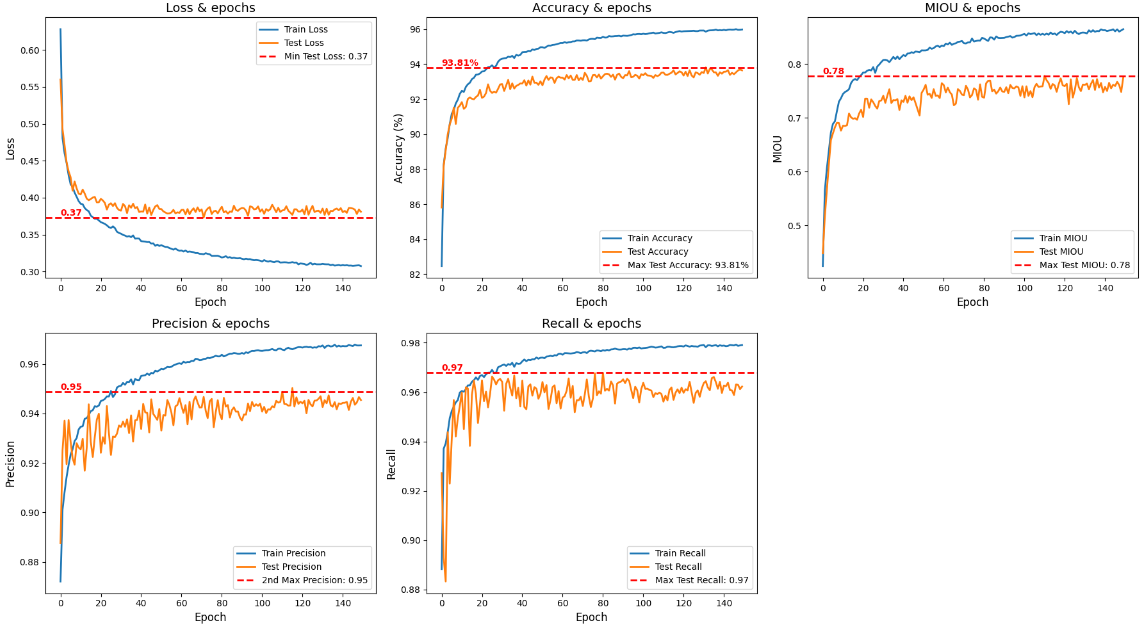 Loss & epochs
Loss
0.60
0.55
0.50
0.45
0.40
0.35
0.30
0.37
Train Loss
Test Loss
Min Test Loss: 0.37
0 20 40 60 80 100 120 140
Epoch
Accuracy & epochs
Accuracy (%)
96
94
92
90
88
86
84
82
93.81%
Train Accuracy
Test Accuracy
Max Test Accuracy: 93.81%
0 20 40 60 80 100 120 140
Epoch
MIOU & epochs
MIOU
0.8
0.7
0.6
0.5
0.78
Train MIOU
Test MIOU
Max Test MIOU: 0.78
0 20 40 60 80 100 120 140
Epoch
Precision & epochs
Precision
0.96
0.94
0.92
0.90
0.88
0.95
Train Precision
Test Precision
2nd Max Precision: 0.95
0 20 40 60 80 100 120 140
Epoch
Recall & epochs
Recall
0.98
0.96
0.94
0.92
0.90
0.88
0.97
Train Recall
Test Recall
Max Test Recall: 0.97
0 20 40 60 80 100 120 140
Epoch